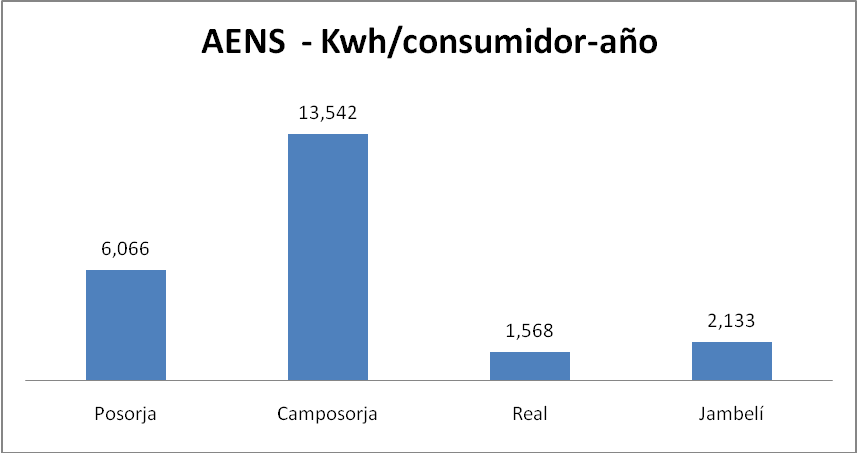 AENS - Kwh/consumidor-año
13,542
6,066
2,133
1,568
Posorja Camposorja Real Jambelí